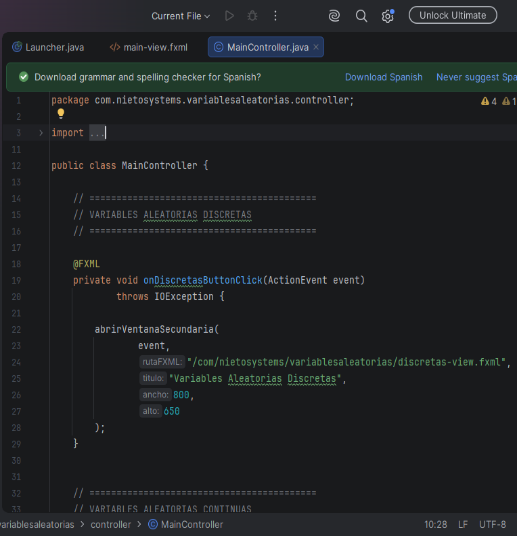 Current File
Unlock Ultimate
Launcher.java
main-view.fxml
MainController.java
Download grammar and spelling checker for Spanish? Download Spanish Never suggest Spa
1 package com.nietosystems.variablesaleatorias.controller; 4 1
2
3 import ...
11
12 public class MainController {
13
14 // ==========================================
15 // VARIABLES ALEATORIAS DISCRETAS
16 // ==========================================
17
18 @FXML
19 private void onDiscretasButtonClick(ActionEvent event)
20 throws IOException {
21
22 abrirVentanaSecundaria(
23 event,
24 rutaFXML: "/com/nietosystems/variablesaleatorias/discretas-view.fxml",
25 titulo: "Variables Aleatorias Discretas",
26 ancho: 800,
27 alto: 650
28 );
29 }
30
31
32 // ==========================================
33 // VARIABLES ALEATORIAS CONTINUAS
variablesaleatorias > controller > MainController 10:28 LF UTF-8